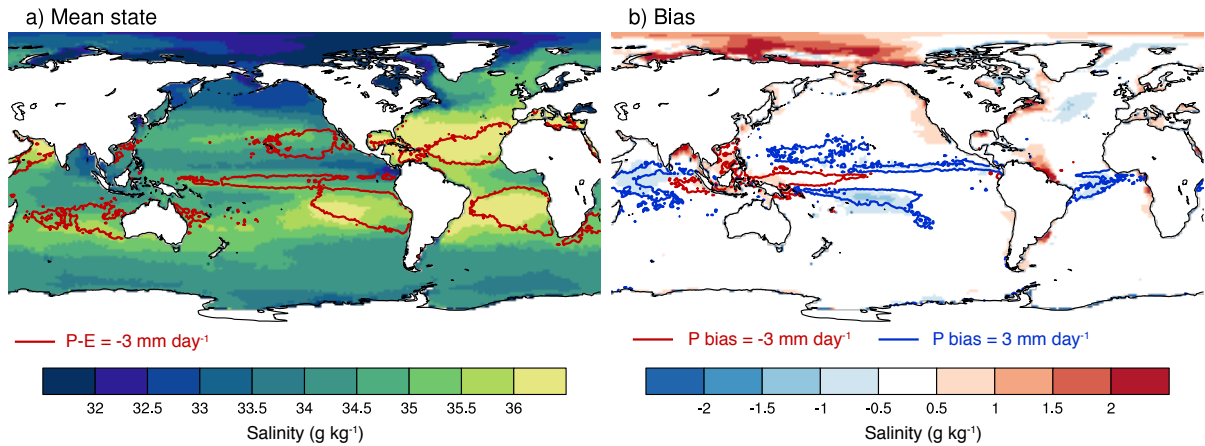 a) Mean state
b) Bias
P-E = -3 mm day⁻¹
P bias = -3 mm day⁻¹
P bias = 3 mm day⁻¹
32 32.5 33 33.5 34 34.5 35 35.5 36
-2 -1.5 -1 -0.5 0.5 1 1.5 2
Salinity (g kg⁻¹)
Salinity (g kg⁻¹)